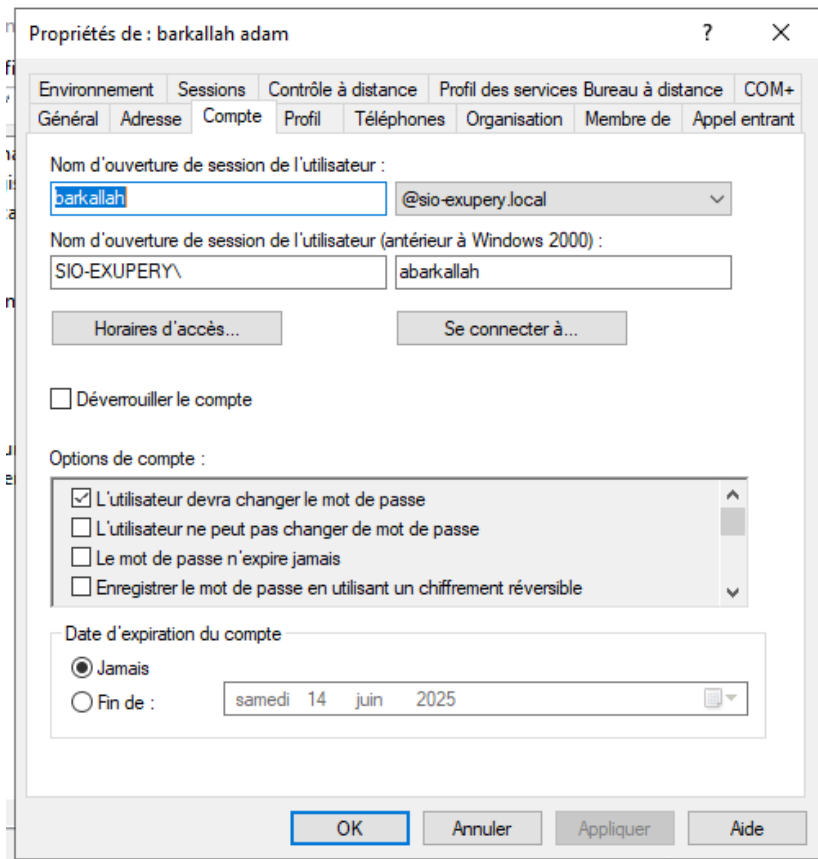 Propriétés de : barkallah adam ? ×
Environnement Sessions Contrôle à distance Profil des services Bureau à distance COM+
Général Adresse Compte Profil Téléphones Organisation Membre de Appel entrant
Nom d'ouverture de session de l'utilisateur :
barkallah @sio-exupery.local
Nom d'ouverture de session de l'utilisateur (antérieur à Windows 2000) :
SIO-EXUPERY\ abarkallah
Horaires d'accès... Se connecter à...
Déverrouiller le compte
Options de compte :
L'utilisateur devra changer le mot de passe
L'utilisateur ne peut pas changer de mot de passe
Le mot de passe n'expire jamais
Enregistrer le mot de passe en utilisant un chiffrement réversible
Date d'expiration du compte
Jamais
Fin de : samedi 14 juin 2025
OK Annuler Appliquer Aide